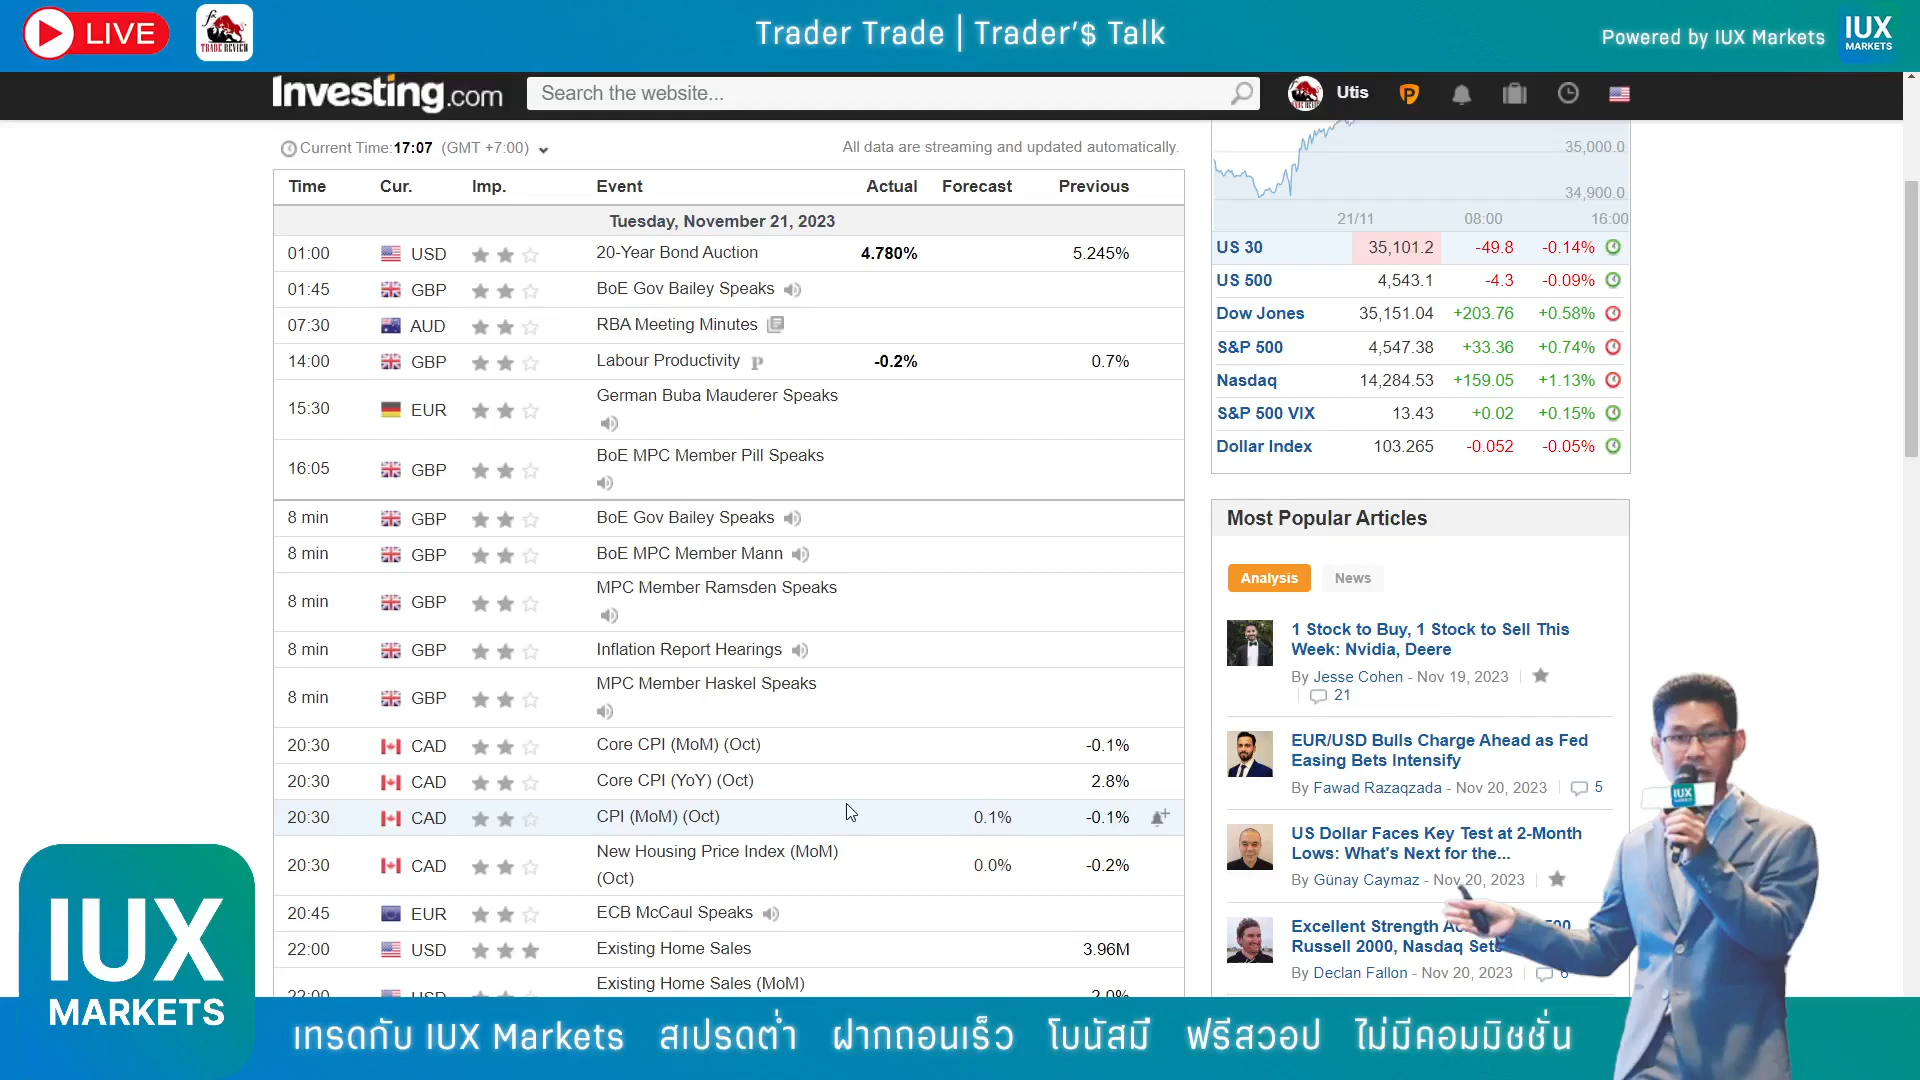 LIVE
TRADE REVIEW
Trader Trade | Trader'$ Talk
Powered by IUX Markets
IUX
MARKETS
Investing.com
Search the website...
Utis
Current Time:17:07 (GMT +7:00)
All data are streaming and updated automatically.
Time Cur. Imp. Event Actual Forecast Previous
Tuesday, November 21, 2023
01:00 USD 20-Year Bond Auction 4.780% 5.245%
01:45 GBP BoE Gov Bailey Speaks
07:30 AUD RBA Meeting Minutes
14:00 GBP Labour Productivity P -0.2% 0.7%
15:30 EUR German Buba Mauderer Speaks
16:05 GBP BoE MPC Member Pill Speaks
8 min GBP BoE Gov Bailey Speaks
8 min GBP BoE MPC Member Mann
8 min GBP MPC Member Ramsden Speaks
8 min GBP Inflation Report Hearings
8 min GBP MPC Member Haskel Speaks
20:30 CAD Core CPI (MoM) (Oct) -0.1%
20:30 CAD Core CPI (YoY) (Oct) 2.8%
20:30 CAD CPI (MoM) (Oct) 0.1% -0.1%
20:30 CAD New Housing Price Index (MoM)
(Oct) 0.0% -0.2%
20:45 EUR ECB McCaul Speaks
22:00 USD Existing Home Sales 3.96M
22:00 USD Existing Home Sales (MoM) 2.0%
35,000.0
34,900.0
21/11 08:00 16:00
US 30 35,101.2 -49.8 -0.14%
US 500 4,543.1 -4.3 -0.09%
Dow Jones 35,151.04 +203.76 +0.58%
S&P 500 4,547.38 +33.36 +0.74%
Nasdaq 14,284.53 +159.05 +1.13%
S&P 500 VIX 13.43 +0.02 +0.15%
Dollar Index 103.265 -0.052 -0.05%
Most Popular Articles
Analysis News
1 Stock to Buy, 1 Stock to Sell This
Week: Nvidia, Deere
By Jesse Cohen - Nov 19, 2023
21
EUR/USD Bulls Charge Ahead as Fed
Easing Bets Intensify
By Fawad Razaqzada - Nov 20, 2023 5
US Dollar Faces Key Test at 2-Month
Lows: What's Next for the...
By Günay Caymaz - Nov 20, 2023
Excellent Strength
Russell 2000, Nasdaq Sets
By Declan Fallon - Nov 20, 2023 6
IUX
IUX
MARKETS
เทรดกับ IUX Markets สเปรดต่ำ ฝากถอนเร็ว โบนัสมี ฟรีสวอป ไม่มีคอมมิชชั่น